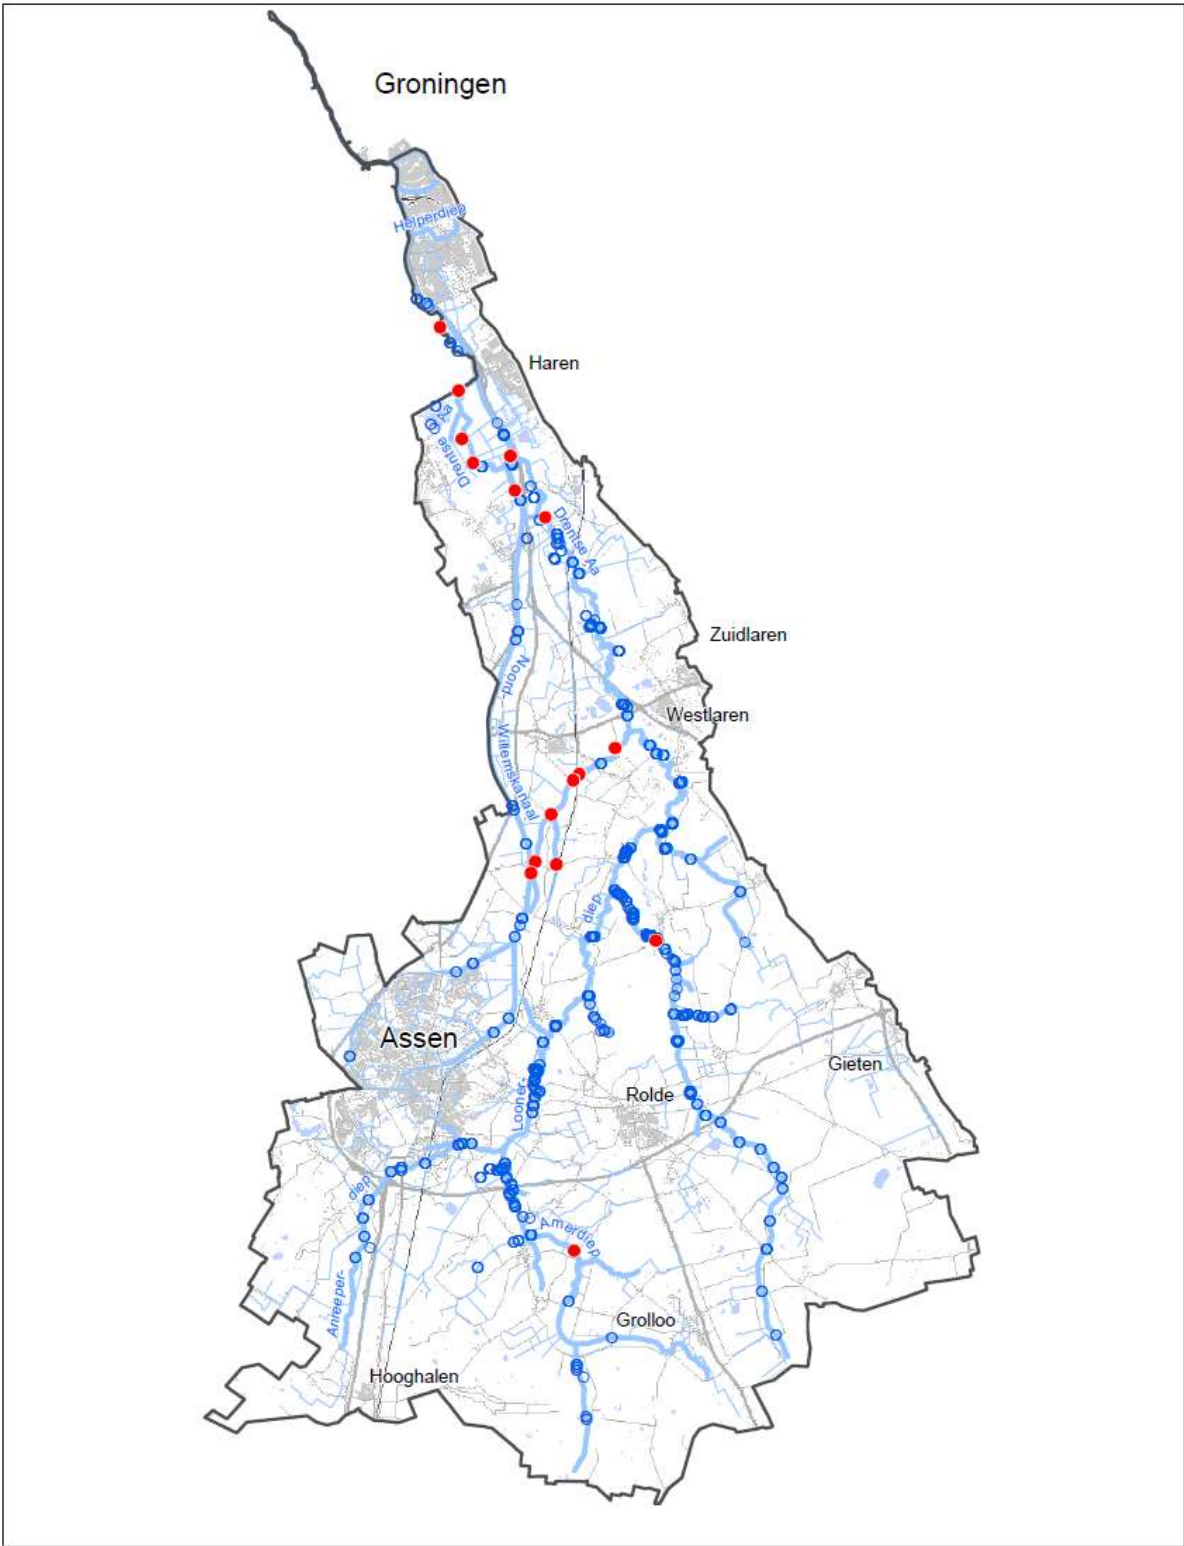 Groningen
Helperdiep
Haren
Drentse Aa
Drentse Aa
Zuidlaren
Noord-
Westlaren
Willemskanaal
diep
Assen
Gieten
Looner-
Rolde
diep
Amerdiep
Anreeper-
Grolloo
Hooghalen